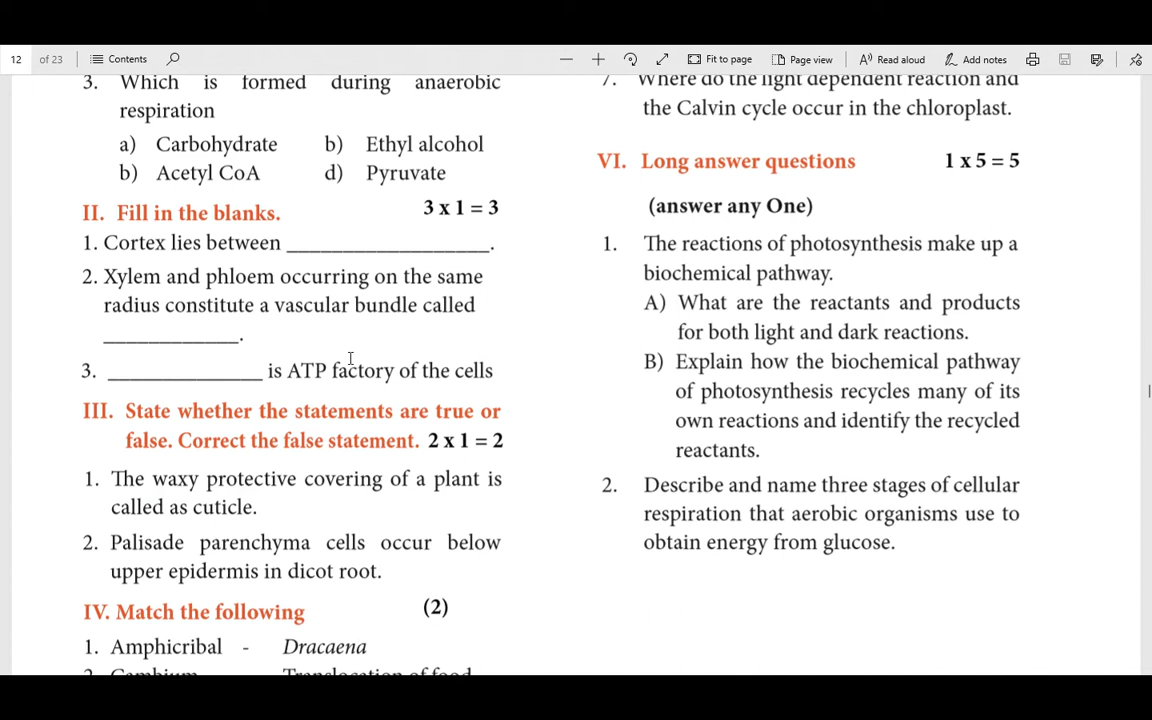 12 of 23 Contents Fit to page Page view Read aloud Add notes
3. Which is formed during anaerobic
respiration
a) Carbohydrate b) Ethyl alcohol
b) Acetyl CoA d) Pyruvate
II. Fill in the blanks. 3 x 1 = 3
1. Cortex lies between __________________.
2. Xylem and phloem occurring on the same
radius constitute a vascular bundle called
_____________.
3. ______________ is ATP factory of the cells
III. State whether the statements are true or
false. Correct the false statement. 2 x 1 = 2
1. The waxy protective covering of a plant is
called as cuticle.
2. Palisade parenchyma cells occur below
upper epidermis in dicot root.
IV. Match the following (2)
1. Amphicribal - Dracaena
2. Cambium - Translocation of food
7. Where do the light dependent reaction and
the Calvin cycle occur in the chloroplast.
VI. Long answer questions 1 x 5 = 5
(answer any One)
1. The reactions of photosynthesis make up a
biochemical pathway.
A) What are the reactants and products
for both light and dark reactions.
B) Explain how the biochemical pathway
of photosynthesis recycles many of its
own reactions and identify the recycled
reactants.
2. Describe and name three stages of cellular
respiration that aerobic organisms use to
obtain energy from glucose.